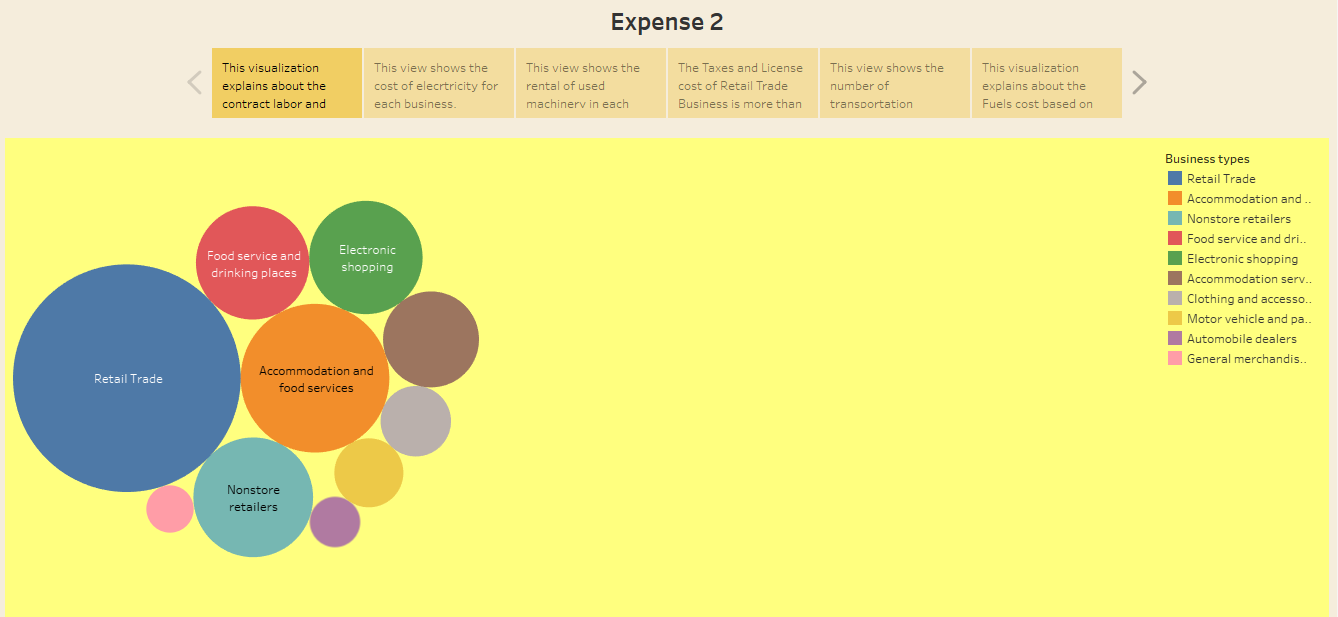 Expense 2
This visualization
explains about the
contract labor and
This view shows the
cost of elecrtricity for
each business.
This view shows the
rental of used
machinery in each
The Taxes and License
cost of Retail Trade
Business is more than
This view shows the
number of
transportation
This visualization
explains about the
Fuels cost based on
Business types
Retail Trade
Accommodation and ..
Nonstore retailers
Food service and dri..
Electronic shopping
Accommodation serv..
Clothing and accesso..
Motor vehicle and pa..
Automobile dealers
General merchandis..
Food service and
drinking places
Electronic
shopping
Retail Trade
Accommodation and
food services
Nonstore
retailers